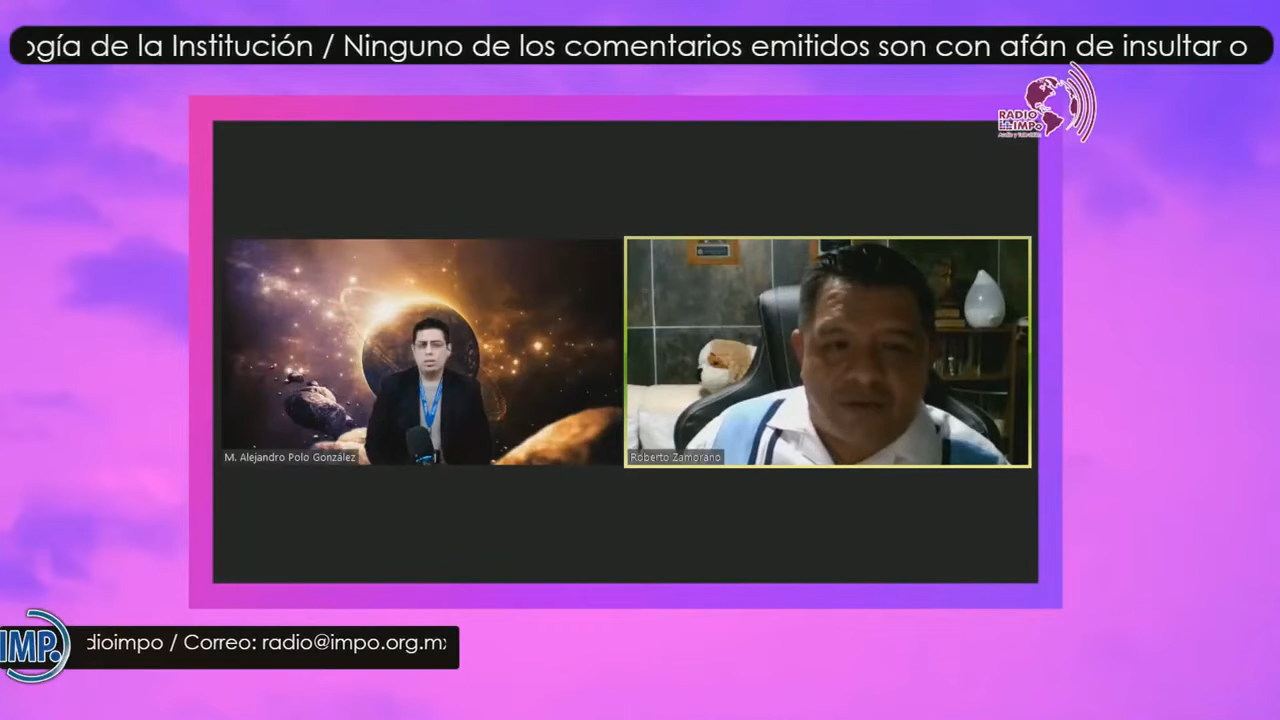 ogía de la Institución / Ninguno de los comentarios emitidos son con afán de insultar o
RADIO
IMPO
M. Alejandro Polo González
Roberto Zamorano
IMP.
dioimpo / Correo: radio@impo.org.mx